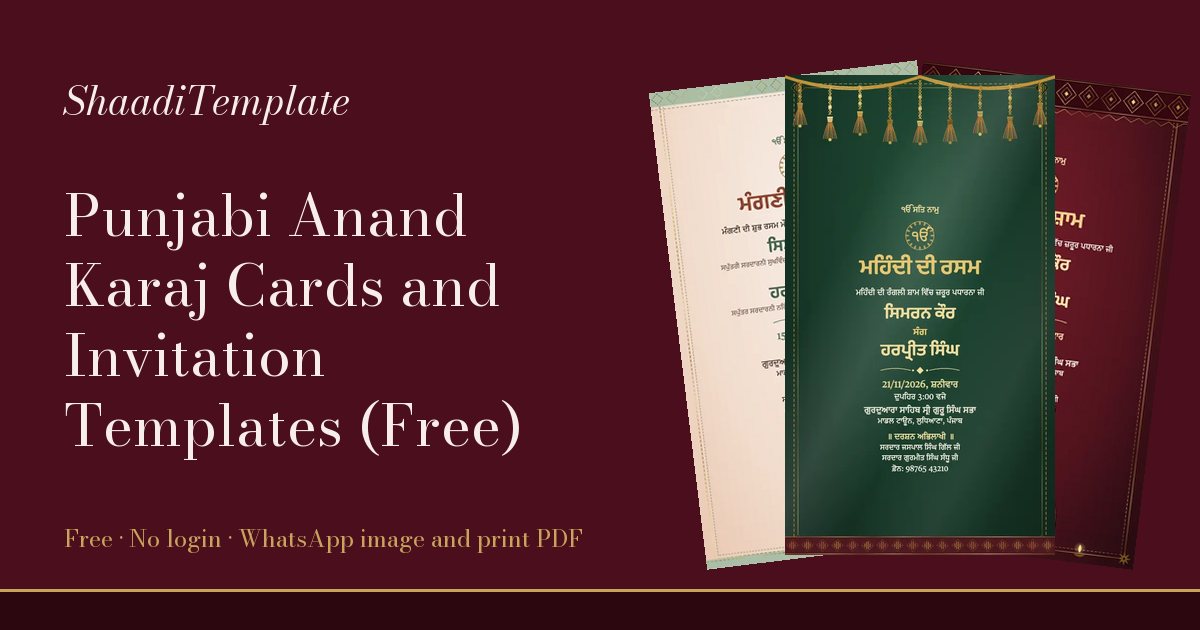 ShaadiTemplate
Punjabi Anand
Karaj Cards and
Invitation
Templates (Free)
Free · No login · WhatsApp image and print PDF
ੴ ਸਤਿ ਨਾਮੁ
ੴ
ਮਹਿੰਦੀ ਦੀ ਰਸਮ
ਮਹਿੰਦੀ ਦੀ ਰੰਗਲੀ ਸ਼ਾਮ ਵਿੱਚ ਜ਼ਰੂਰ ਪਧਾਰਨਾ ਜੀ
ਸਿਮਰਨ ਕੌਰ
ਸੰਗ
ਹਰਪ੍ਰੀਤ ਸਿੰਘ
21/11/2026, ਸ਼ਨੀਵਾਰ
ਦੁਪਹਿਰ 3:00 ਵਜੇ
ਗੁਰਦੁਆਰਾ ਸਾਹਿਬ ਸ੍ਰੀ ਗੁਰੂ ਸਿੰਘ ਸਭਾ
ਮਾਡਲ ਟਾਊਨ, ਲੁਧਿਆਣਾ, ਪੰਜਾਬ
॥ ਦਰਸ਼ਨ ਅਭਿਲਾਖੀ ॥
ਸਰਦਾਰ ਜਸਪਾਲ ਸਿੰਘ ਗਿੱਲ ਜੀ
ਸਰਦਾਰ ਗੁਰਮੀਤ ਸਿੰਘ ਸੰਧੂ ਜੀ
ਫ਼ੋਨ: 98765 43210
ਮੰਗਣੀ
ਮੰਗਣੀ ਦੀ ਸ਼ੁਭ ਰਸਮ